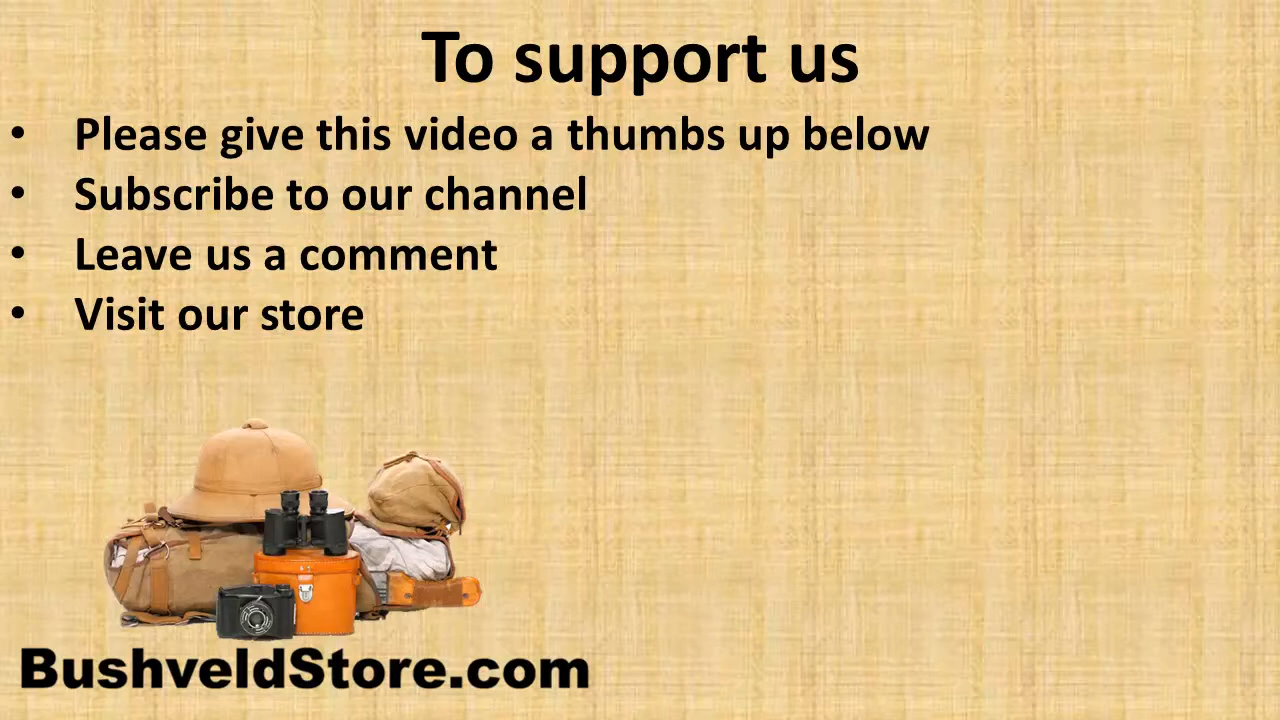 To support us
• Please give this video a thumbs up below
• Subscribe to our channel
• Leave us a comment
• Visit our store
BushveldStore.com